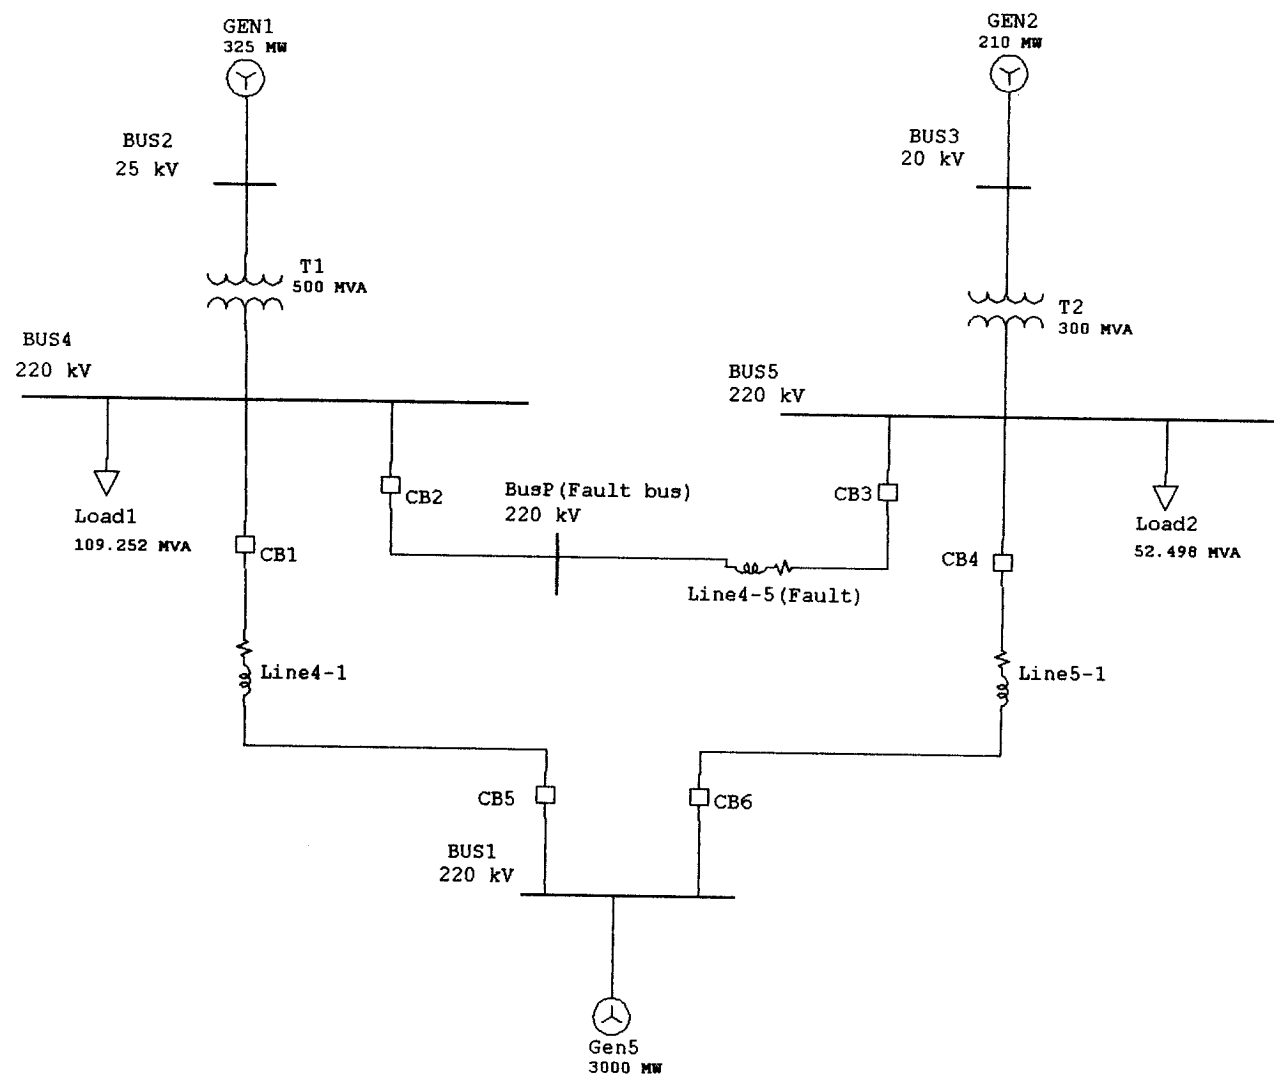 GEN1
325 MW
GEN2
210 MW
BUS2
25 kV
BUS3
20 kV
T1
500 MVA
T2
300 MVA
BUS4
220 kV
BUS5
220 kV
CB2
BusP(Fault bus)
220 kV
CB3
Load1
109.252 MVA
CB1
Load2
52.498 MVA
CB4
Line4-5(Fault)
Line4-1
Line5-1
CB5
CB6
BUS1
220 kV
Gen5
3000 MW